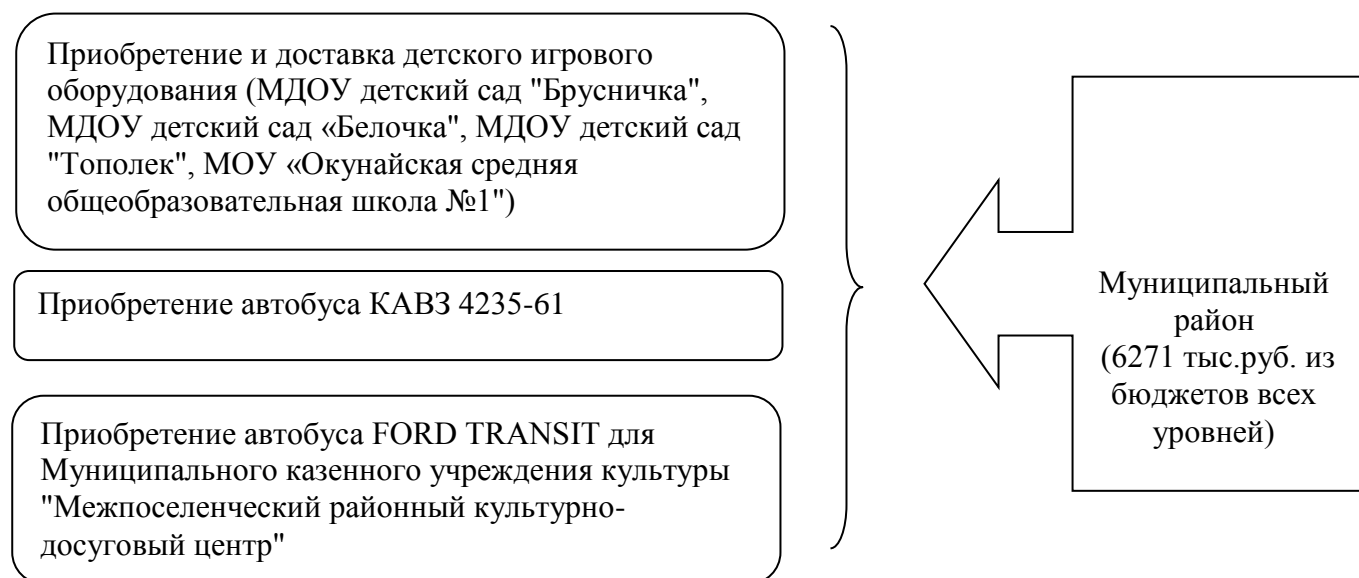 Приобретение и доставка детского игрового
оборудования (МДОУ детский сад "Брусничка",
МДОУ детский сад «Белочка", МДОУ детский сад
"Тополек", МОУ «Окунайская средняя
общеобразовательная школа №1")
Приобретение автобуса КАВЗ 4235-61
Приобретение автобуса FORD TRANSIT для
Муниципального казенного учреждения культуры
"Межпоселенческий районный культурно-
досуговый центр"
Муниципальный
район
(6271 тыс.руб. из
бюджетов всех
уровней)